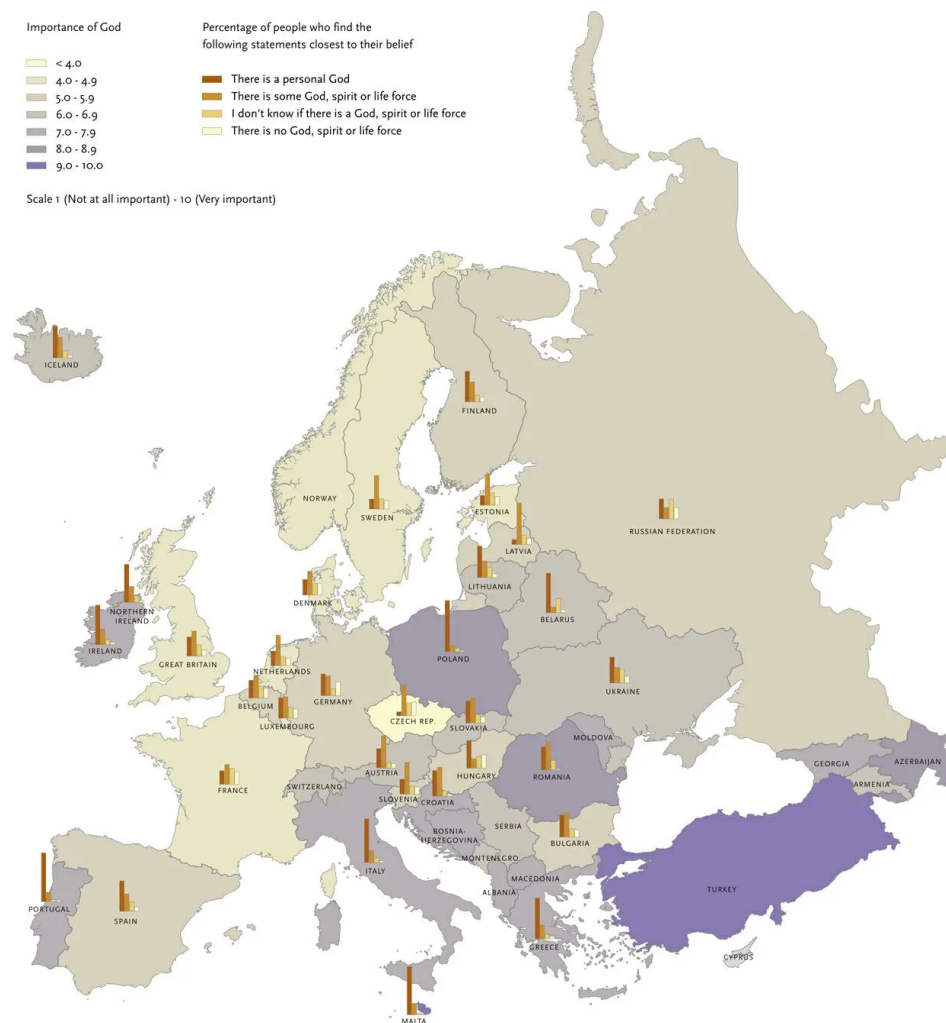 Importance of God
< 4.0
4.0 - 4.9
5.0 - 5.9
6.0 - 6.9
7.0 - 7.9
8.0 - 8.9
9.0 - 10.0
Scale 1 (Not at all important) - 10 (Very important)
Percentage of people who find the
following statements closest to their belief
There is a personal God
There is some God, spirit or life force
I don't know if there is a God, spirit or life force
There is no God, spirit or life force
ICELAND
FINLAND
NORWAY
SWEDEN
ESTONIA
RUSSIAN FEDERATION
LATVIA
LITHUANIA
DENMARK
NORTHERN
IRELAND
BELARUS
IRELAND
GREAT BRITAIN
NETHERLANDS
POLAND
BELGIUM
GERMANY
UKRAINE
LUXEMBOURG
CZECH REP.
SLOVAKIA
MOLDOVA
AUSTRIA
HUNGARY
ROMANIA
GEORGIA
AZERBAIJAN
FRANCE
SWITZERLAND
SLOVENIA
CROATIA
ARMENIA
BOSNIA-
HERZEGOVINA
SERBIA
BULGARIA
ITALY
MONTENEGRO
MACEDONIA
ALBANIA
TURKEY
PORTUGAL
SPAIN
GREECE
CYPRUS
MALTA